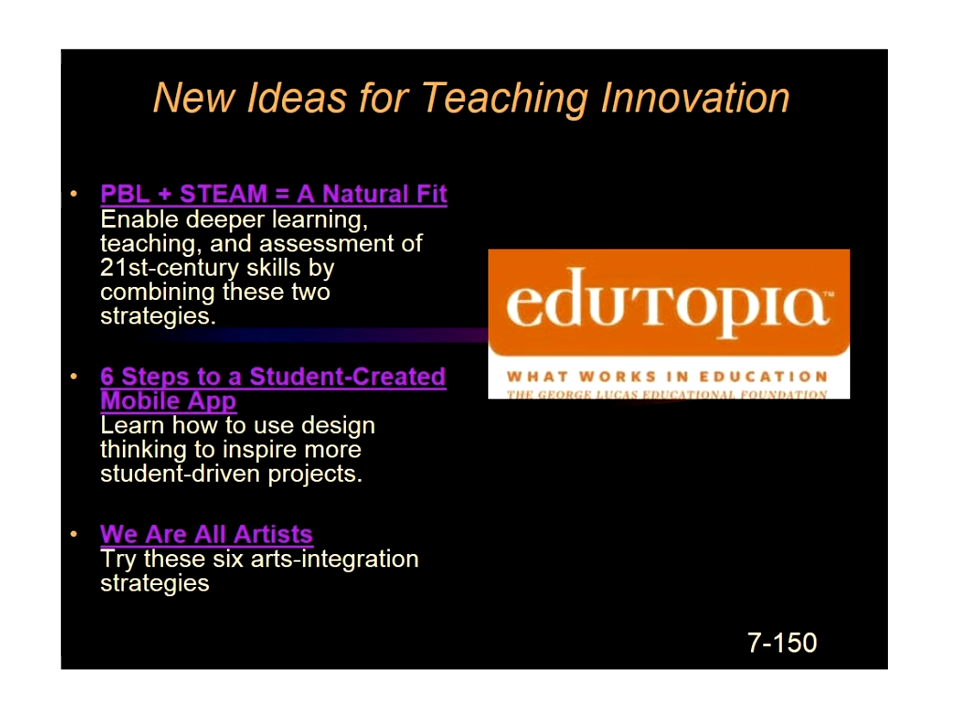 New Ideas for Teaching Innovation
• PBL + STEAM = A Natural Fit
Enable deeper learning,
teaching, and assessment of
21st-century skills by
combining these two
strategies.
• 6 Steps to a Student-Created
Mobile App
Learn how to use design
thinking to inspire more
student-driven projects.
• We Are All Artists
Try these six arts-integration
strategies
edutopia™
WHAT WORKS IN EDUCATION
THE GEORGE LUCAS EDUCATIONAL FOUNDATION
7-150